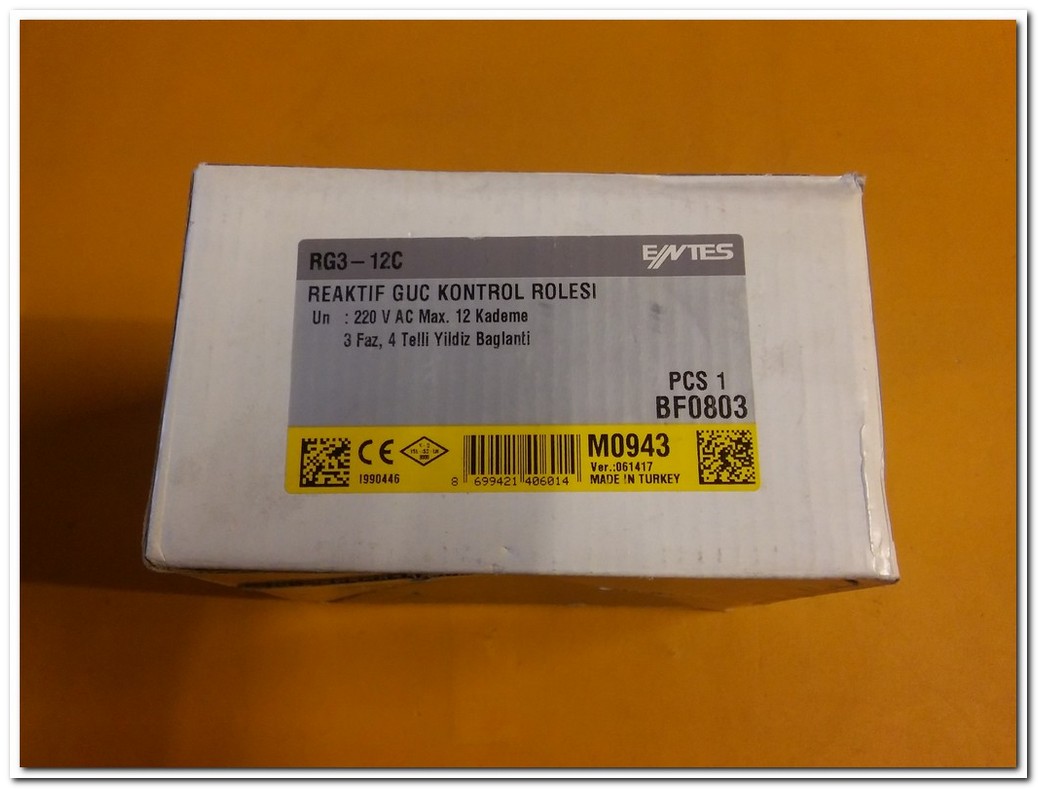 RG3-12C
ENTES
REAKTIF GUC KONTROL ROLESI
Un : 220 V AC Max. 12 Kademe
3 Faz, 4 Telli Yildiz Baglanti
PCS 1
BF0803
CE
I990446
8 699421 406014
M0943
Ver.:061417
MADE IN TURKEY